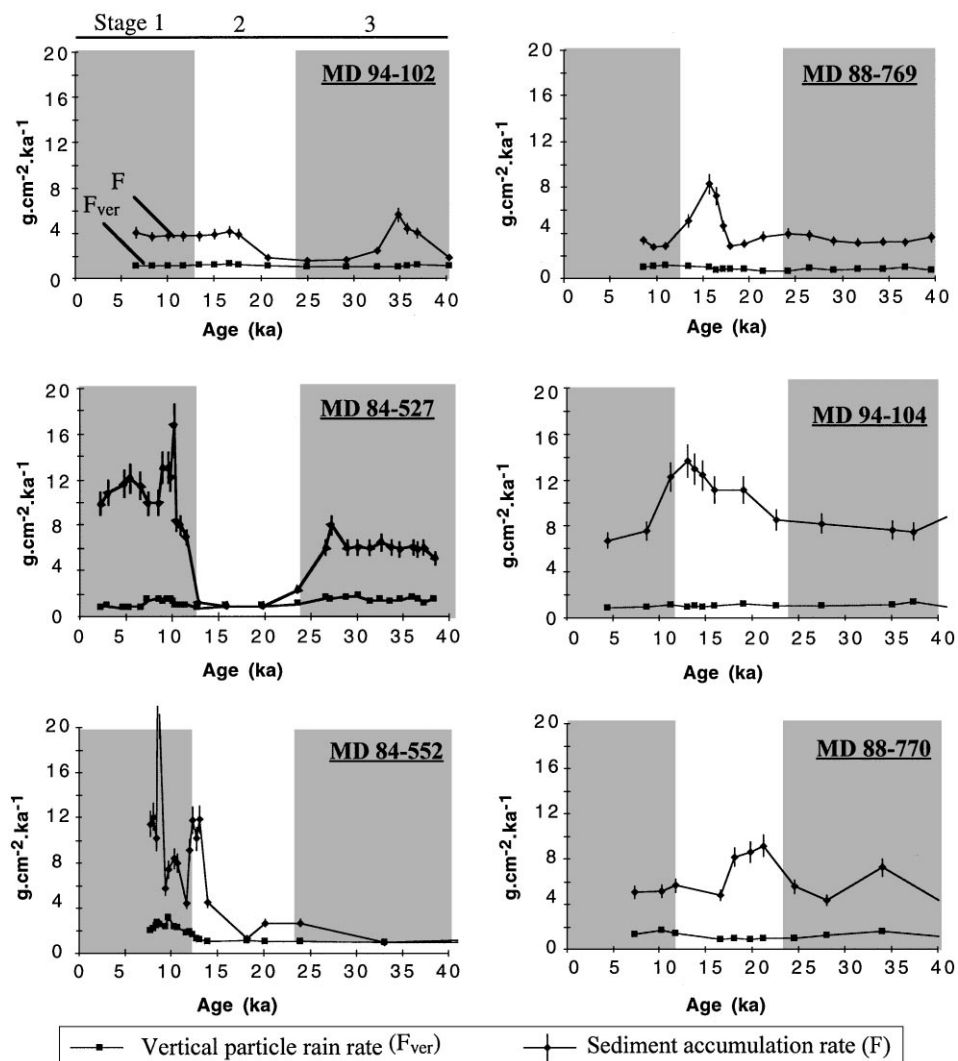 Stage 1 2 3
20
16
12
8
4
0
g.cm-2.ka-1
MD 94-102
F
Fver
0 5 10 15 20 25 30 35 40
Age (ka)
20
16
12
8
4
0
g.cm-2.ka-1
MD 88-769
0 5 10 15 20 25 30 35 40
Age (ka)
20
16
12
8
4
0
g.cm-2.ka-1
MD 84-527
0 5 10 15 20 25 30 35 40
Age (ka)
20
16
12
8
4
0
g.cm-2.ka-1
MD 94-104
0 5 10 15 20 25 30 35 40
Age (ka)
20
16
12
8
4
0
g.cm-2.ka-1
MD 84-552
0 5 10 15 20 25 30 35 40
Age (ka)
20
16
12
8
4
0
g.cm-2.ka-1
MD 88-770
0 5 10 15 20 25 30 35 40
Age (ka)
Vertical particle rain rate (Fver) Sediment accumulation rate (F)